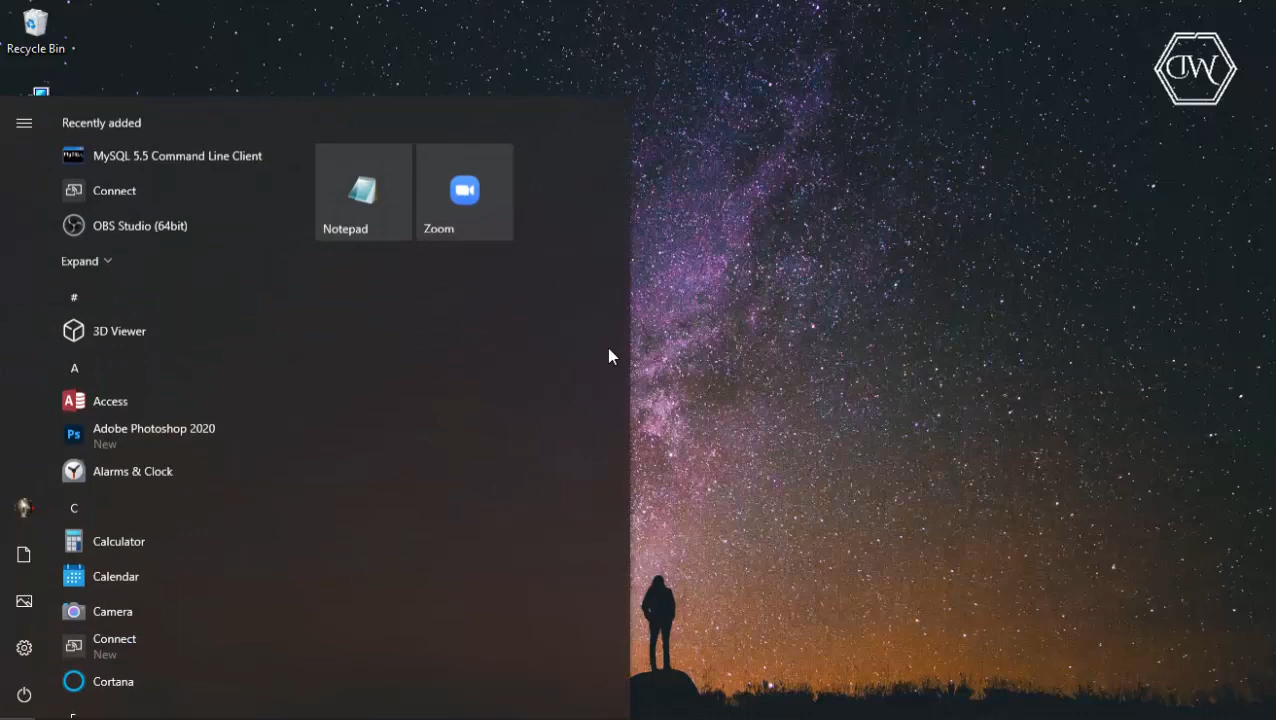 Recycle Bin
DW
Recently added
MySQL 5.5 Command Line Client
Connect
OBS Studio (64bit)
Expand
#
3D Viewer
A
Access
Adobe Photoshop 2020
New
Alarms & Clock
C
Calculator
Calendar
Camera
Connect
New
Cortana
Notepad
Zoom